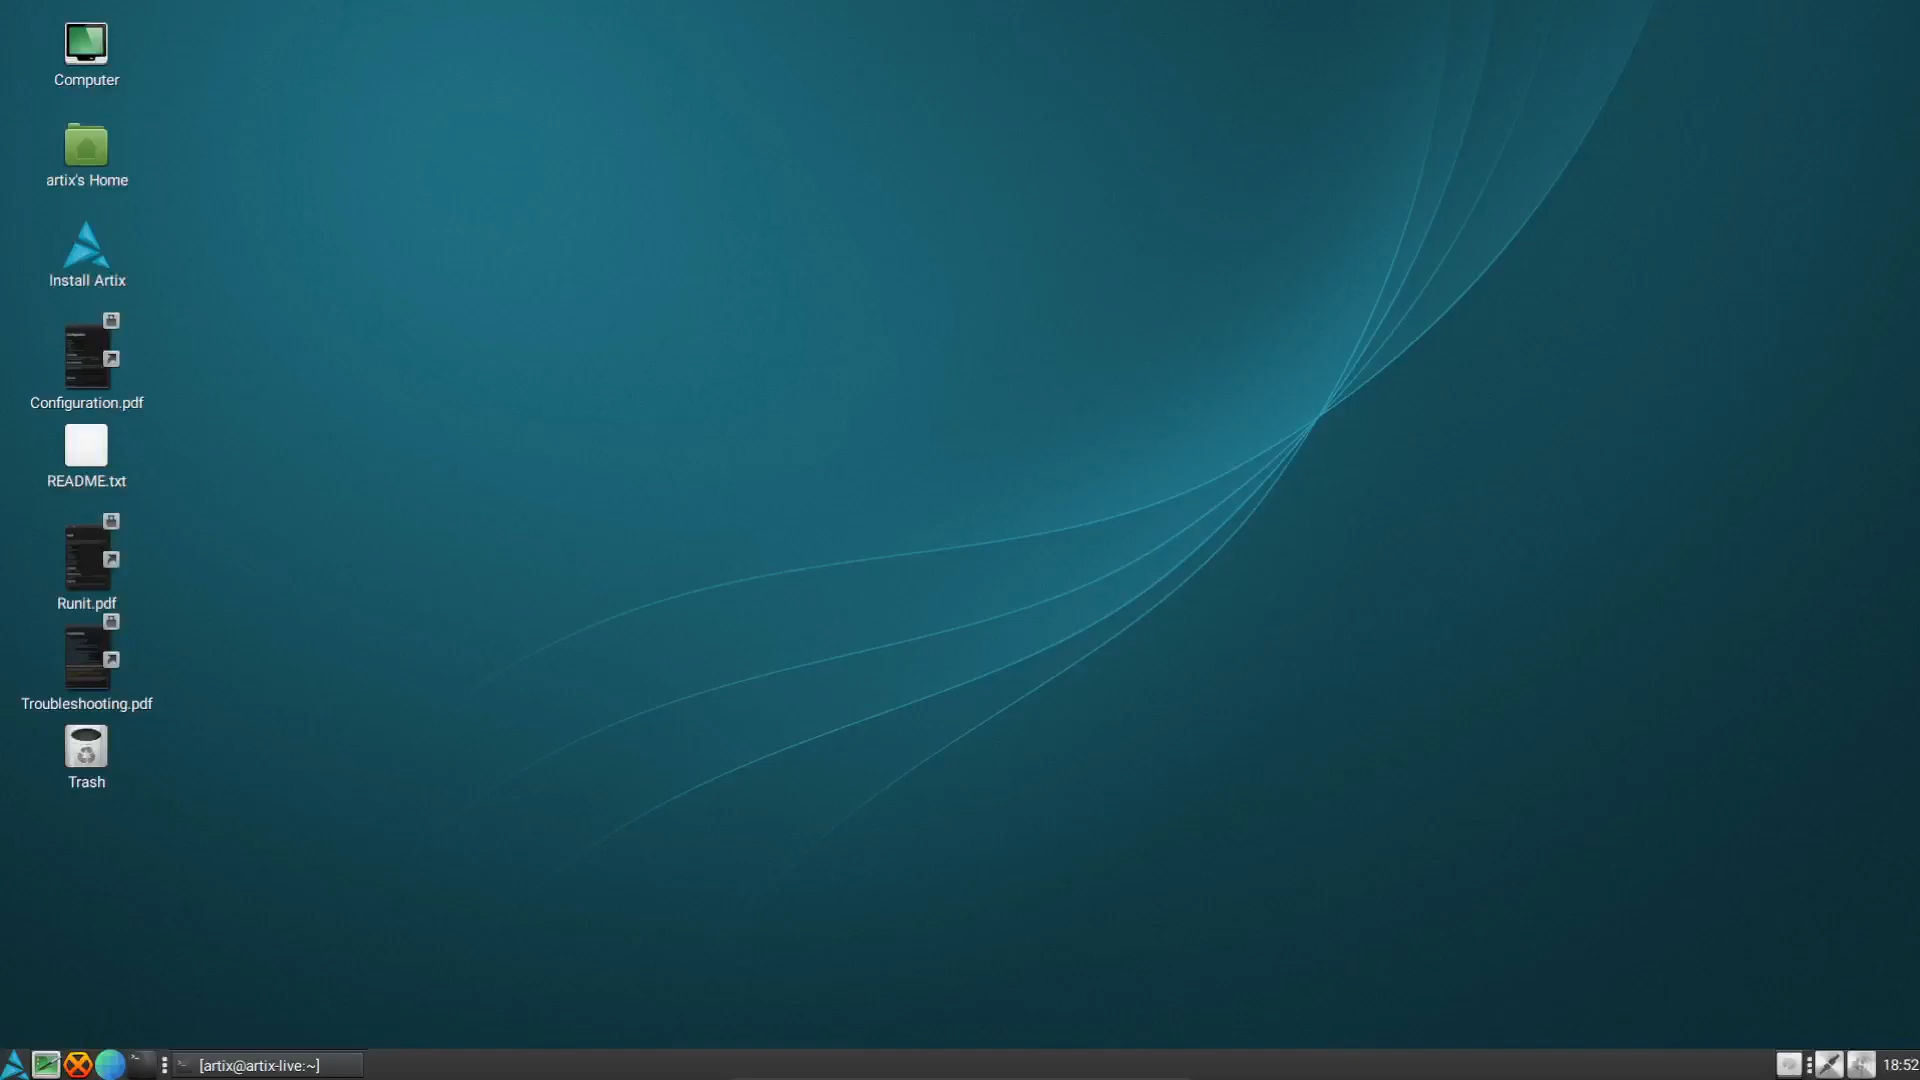 Computer
artix's Home
Install Artix
Configuration.pdf
README.txt
Runit.pdf
Troubleshooting.pdf
Trash
[artix@artix-live:~]
18:52